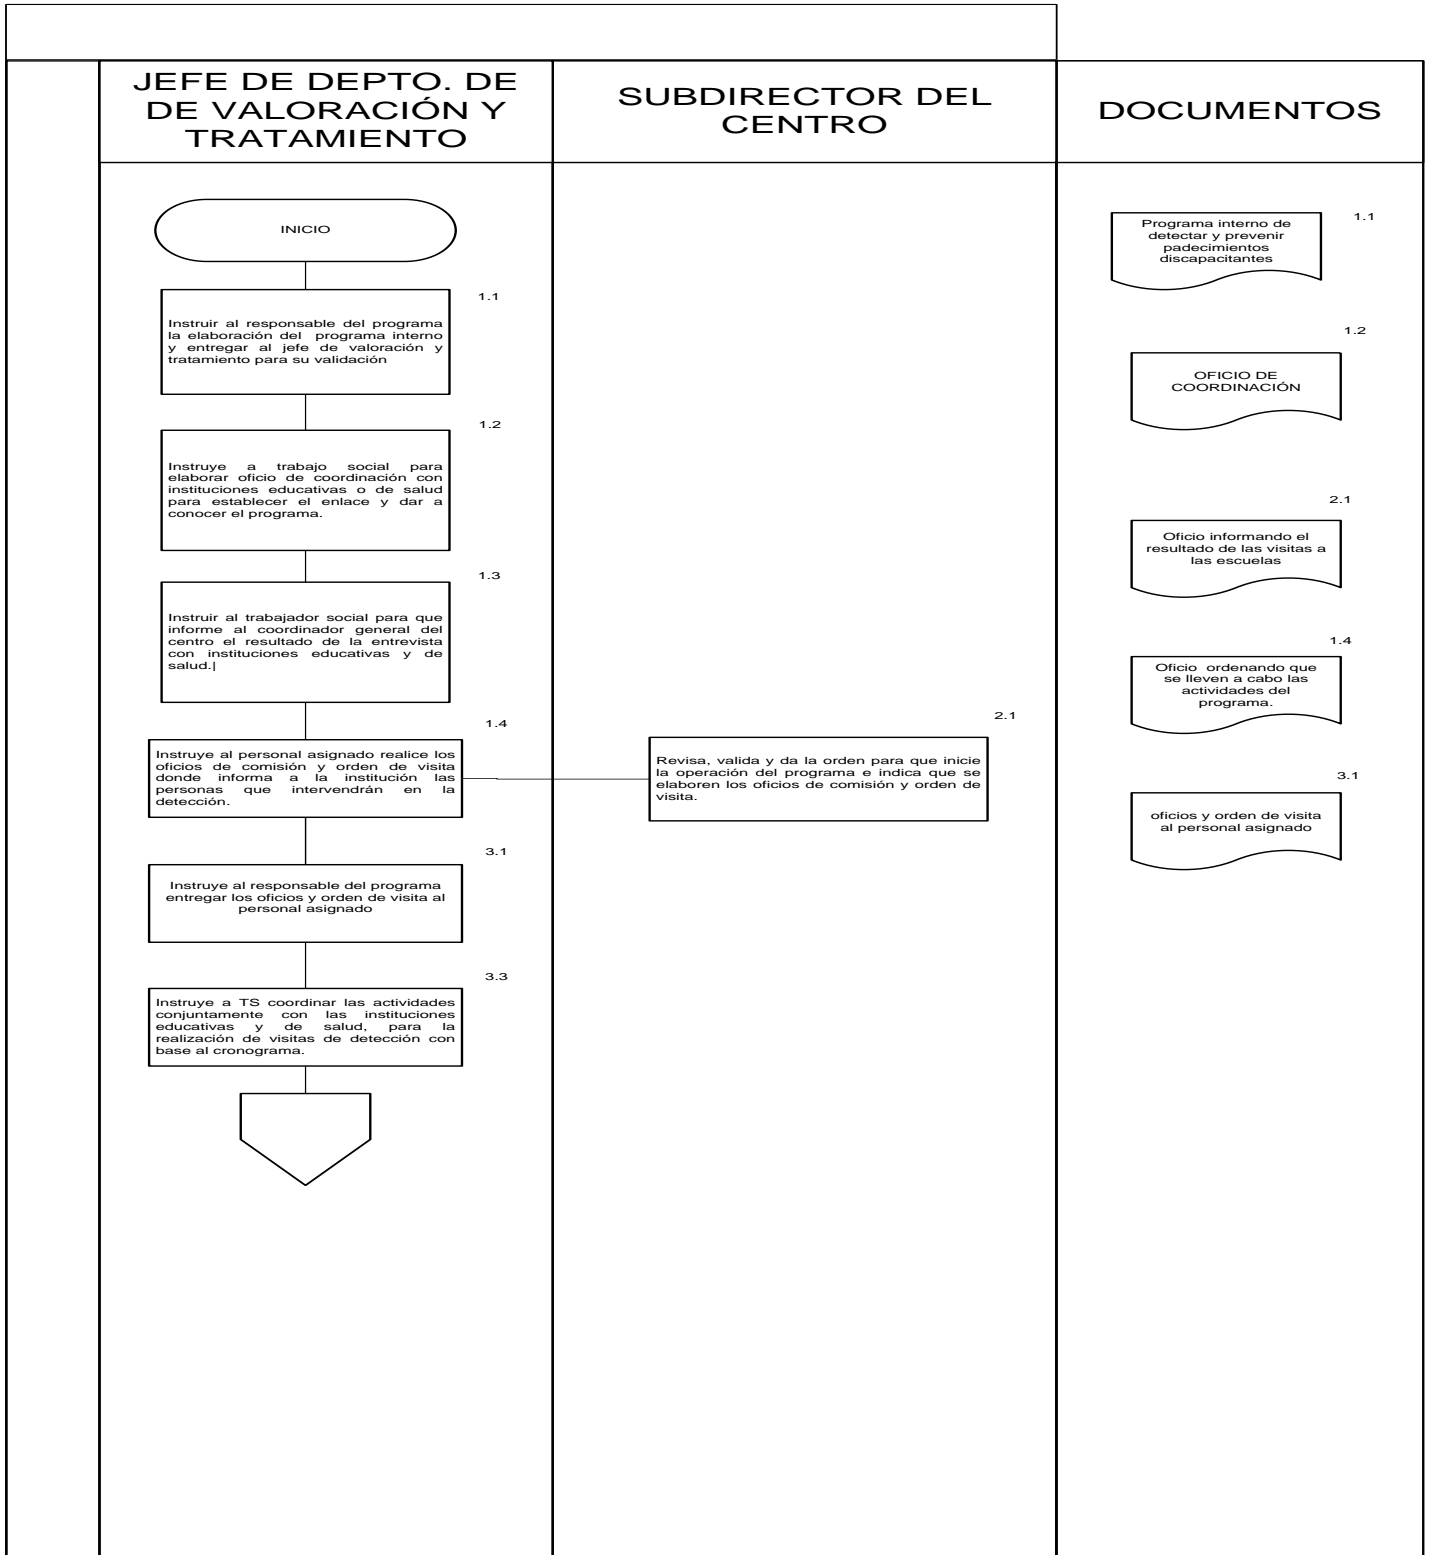 JEFE DE DEPTO. DE
DE VALORACIÓN Y
TRATAMIENTO
SUBDIRECTOR DEL
CENTRO
DOCUMENTOS
INICIO
1.1
Instruir al responsable del programa
la elaboración del programa interno
y entregar al jefe de valoración y
tratamiento para su validación
1.2
Instruye a trabajo social para
elaborar oficio de coordinación con
instituciones educativas o de salud
para establecer el enlace y dar a
conocer el programa.
1.3
Instruir al trabajador social para que
informe al coordinador general del
centro el resultado de la entrevista
con instituciones educativas y de
salud.|
1.4
Instruye al personal asignado realice los
oficios de comisión y orden de visita
donde informa a la institución las
personas que intervendrán en la
detección.
3.1
Instruye al responsable del programa
entregar los oficios y orden de visita al
personal asignado
3.3
Instruye a TS coordinar las actividades
conjuntamente con las instituciones
educativas y de salud, para la
realización de visitas de detección con
base al cronograma.
2.1
Revisa, valida y da la orden para que inicie
la operación del programa e indica que se
elaboren los oficios de comisión y orden de
visita.
1.1
Programa interno de
detectar y prevenir
padecimientos
discapacitantes
1.2
OFICIO DE
COORDINACIÓN
2.1
Oficio informando el
resultado de las visitas a
las escuelas
1.4
Oficio ordenando que
se lleven a cabo las
actividades del
programa.
3.1
oficios y orden de visita
al personal asignado